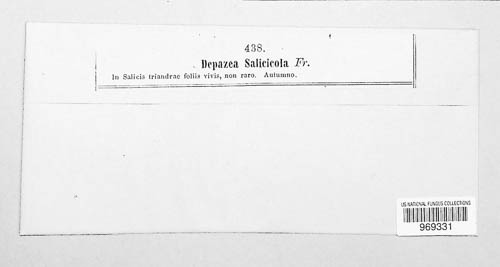 438.
Depazea Salicicola Fr.
In Salicis triandrae foliis vivis, non raro. Autumno.
US NATIONAL FUNGUS COLLECTIONS
969331